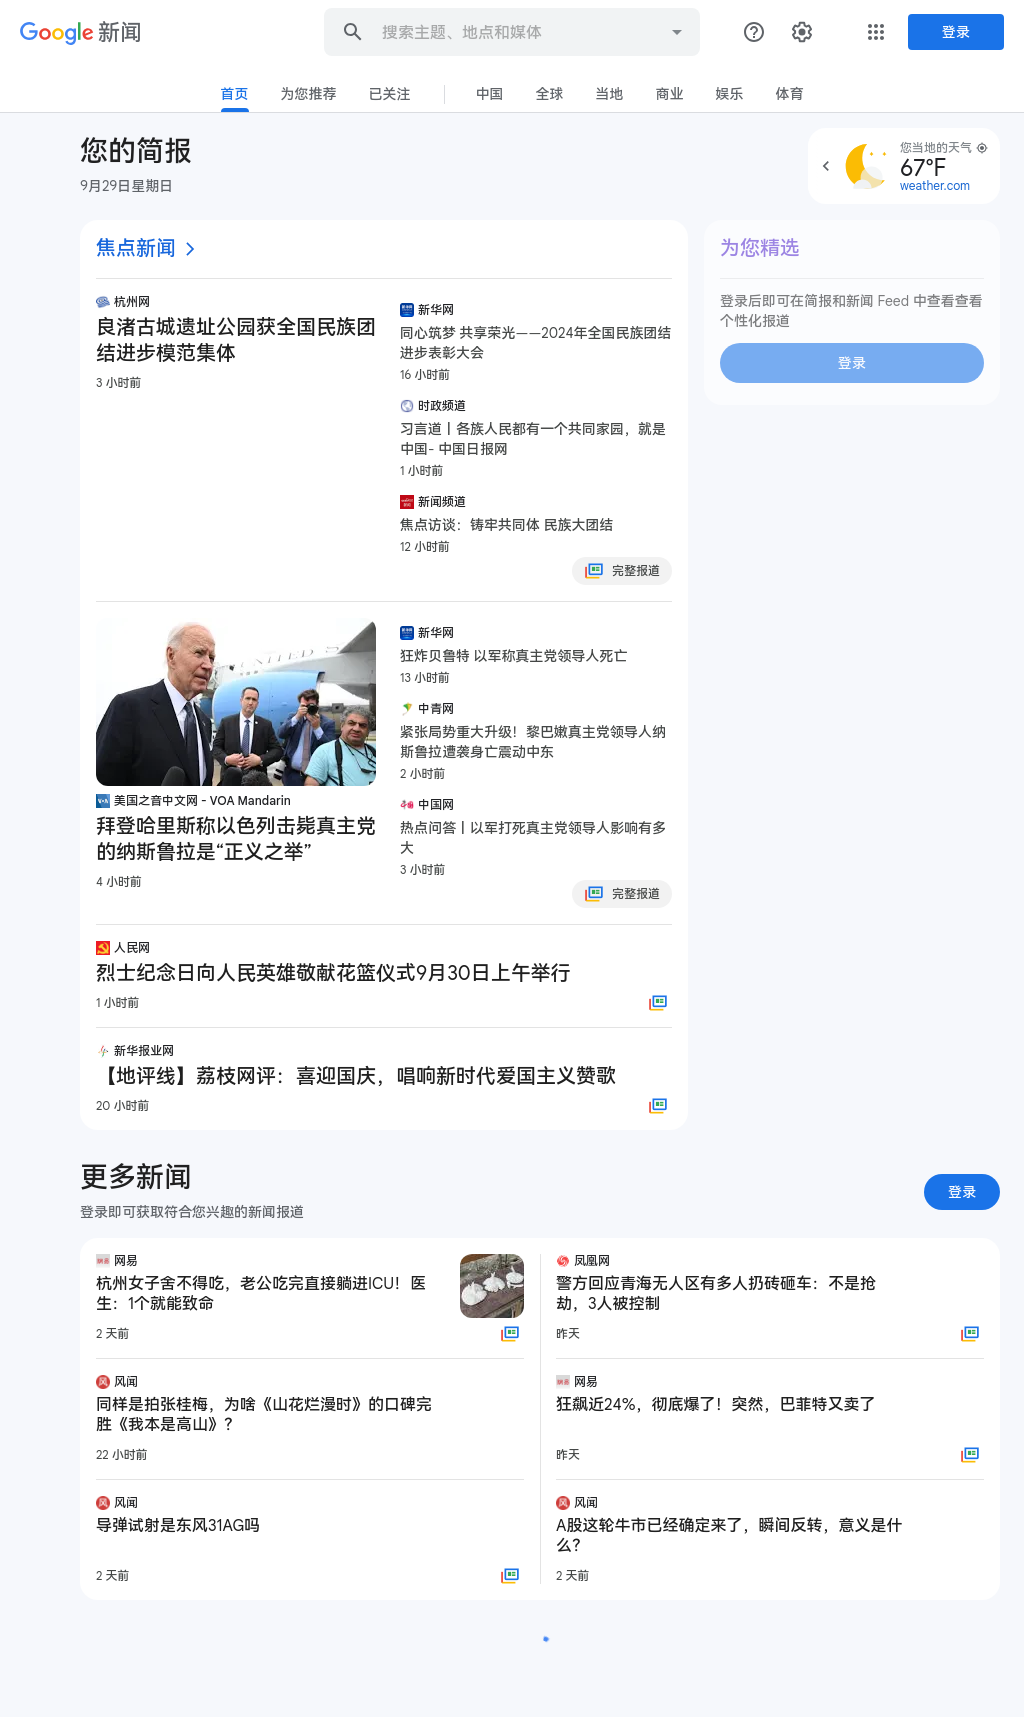 Google 新闻
搜索主题、地点和媒体
登录
首页
为您推荐
已关注
中国
全球
当地
商业
娱乐
体育
您的简报
9月29日星期日
您当地的天气
67°F
weather.com
焦点新闻
杭州网
良渚古城遗址公园获全国民族团
结进步模范集体
3 小时前
新华网
同心筑梦 共享荣光——2024年全国民族团结
进步表彰大会
16 小时前
时政频道
习言道丨各族人民都有一个共同家园，就是
中国- 中国日报网
1 小时前
新闻频道
焦点访谈：铸牢共同体 民族大团结
12 小时前
完整报道
为您精选
登录后即可在简报和新闻 Feed 中查看查看
个性化报道
登录
美国之音中文网 - VOA Mandarin
拜登哈里斯称以色列击毙真主党
的纳斯鲁拉是“正义之举”
4 小时前
新华网
狂炸贝鲁特 以军称真主党领导人死亡
13 小时前
中青网
紧张局势重大升级！黎巴嫩真主党领导人纳
斯鲁拉遭袭身亡震动中东
2 小时前
中国网
热点问答丨以军打死真主党领导人影响有多
大
3 小时前
完整报道
人民网
烈士纪念日向人民英雄敬献花篮仪式9月30日上午举行
1 小时前
新华报业网
【地评线】荔枝网评：喜迎国庆，唱响新时代爱国主义赞歌
20 小时前
更多新闻
登录即可获取符合您兴趣的新闻报道
登录
网易
杭州女子舍不得吃，老公吃完直接躺进ICU！医
生：1个就能致命
2 天前
凤凰网
警方回应青海无人区有多人扔砖砸车：不是抢
劫，3人被控制
昨天
风闻
同样是拍张桂梅，为啥《山花烂漫时》的口碑完
胜《我本是高山》？
22 小时前
网易
狂飙近24%，彻底爆了！突然，巴菲特又卖了
昨天
风闻
导弹试射是东风31AG吗
2 天前
风闻
A股这轮牛市已经确定来了，瞬间反转，意义是什
么？
2 天前